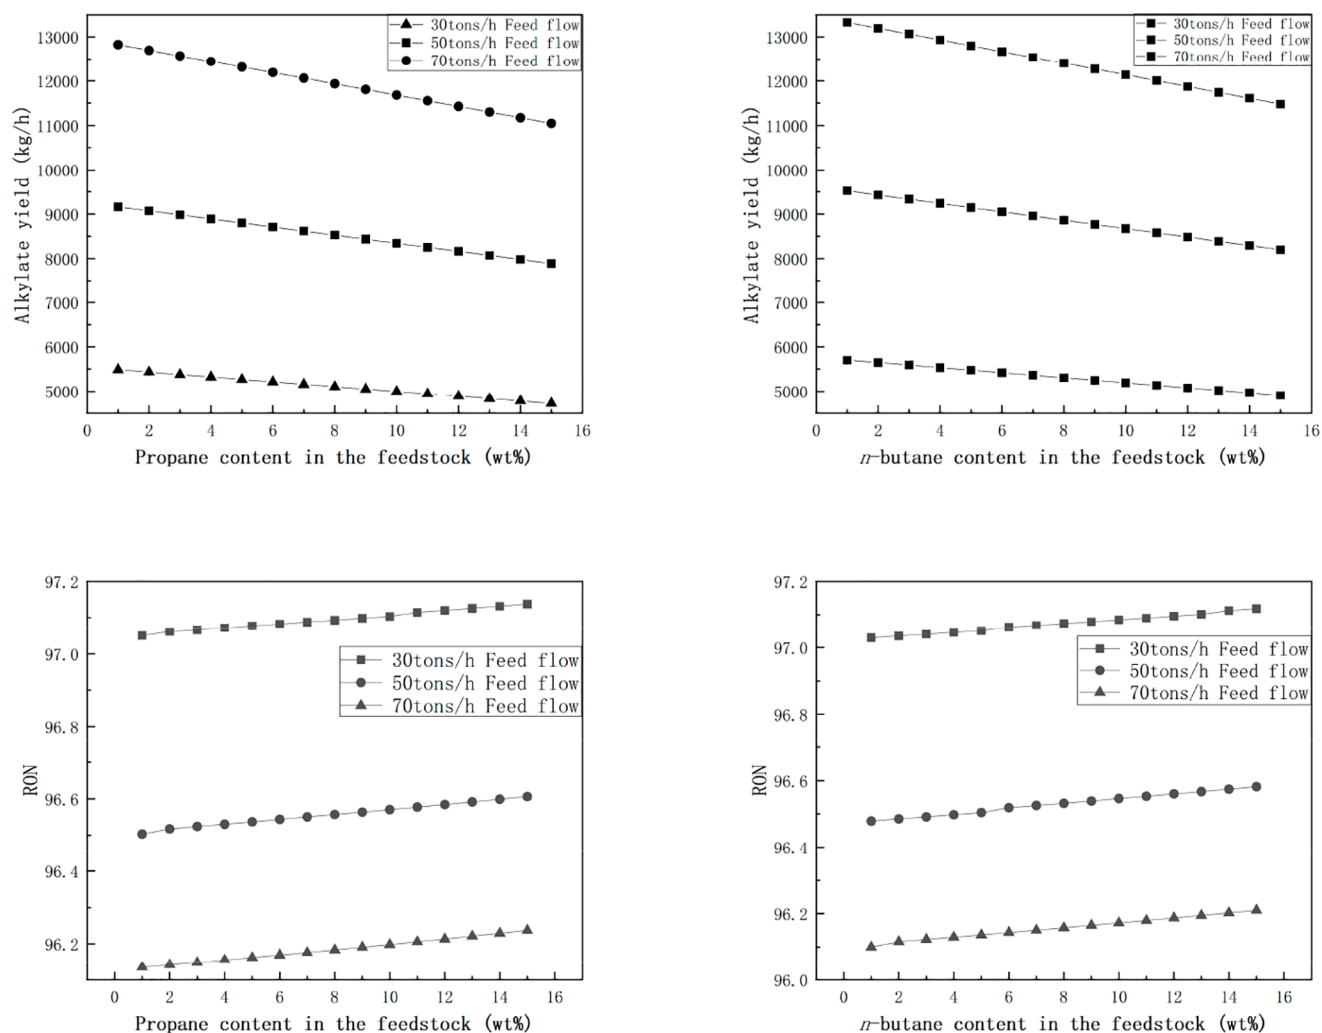 30tons/h Feed flow
50tons/h Feed flow
70tons/h Feed flow
13000
12000
11000
10000
9000
8000
7000
6000
5000
Alkylate yield (kg/h)
0 2 4 6 8 10 12 14 16
Propane content in the feedstock (wt%)
30tons/h Feed flow
50tons/h Feed flow
70tons/h Feed flow
13000
12000
11000
10000
9000
8000
7000
6000
5000
Alkylate yield (kg/h)
0 2 4 6 8 10 12 14 16
n-butane content in the feedstock (wt%)
97.2
97.0
96.8
96.6
96.4
96.2
RON
30tons/h Feed flow
50tons/h Feed flow
70tons/h Feed flow
0 2 4 6 8 10 12 14 16
Propane content in the feedstock (wt%)
97.2
97.0
96.8
96.6
96.4
96.2
96.0
RON
30tons/h Feed flow
50tons/h Feed flow
70tons/h Feed flow
0 2 4 6 8 10 12 14 16
n-butane content in the feedstock (wt%)